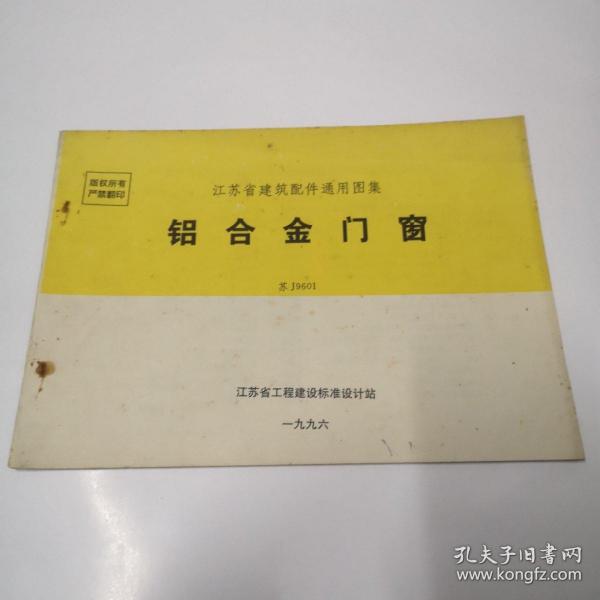 版权所有
严禁翻印
江苏省建筑配件通用图集
铝合金门窗
苏J9601
江苏省工程建设标准设计站
一九九六
孔夫子旧书网
www.kongfz.com